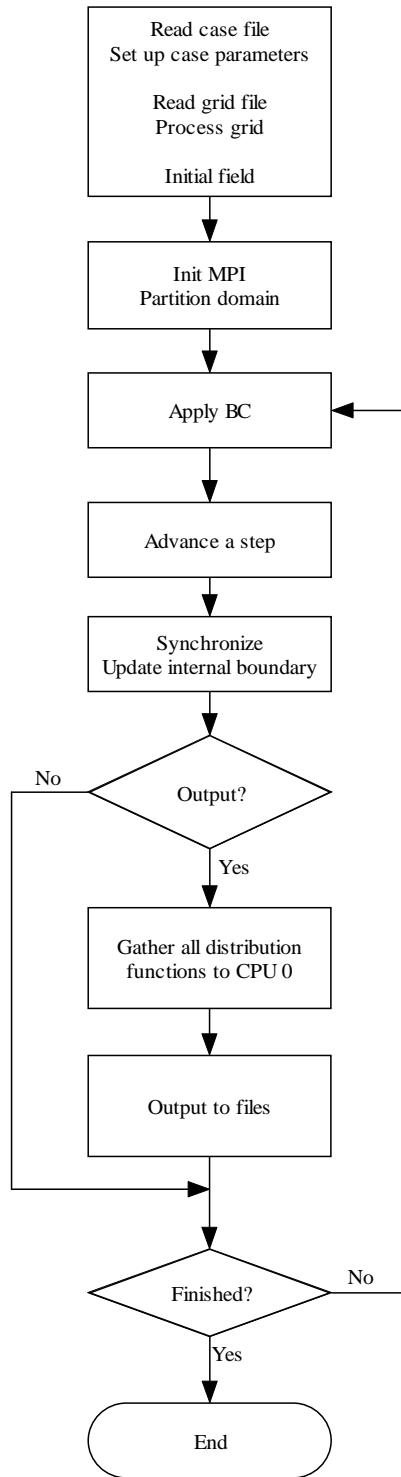 Read case file
Set up case parameters
Read grid file
Process grid
Initial field
Init MPI
Partition domain
Apply BC
Advance a step
Synchronize
Update internal boundary
No
Output?
Yes
Gather all distribution
functions to CPU 0
Output to files
Finished?
No
Yes
End